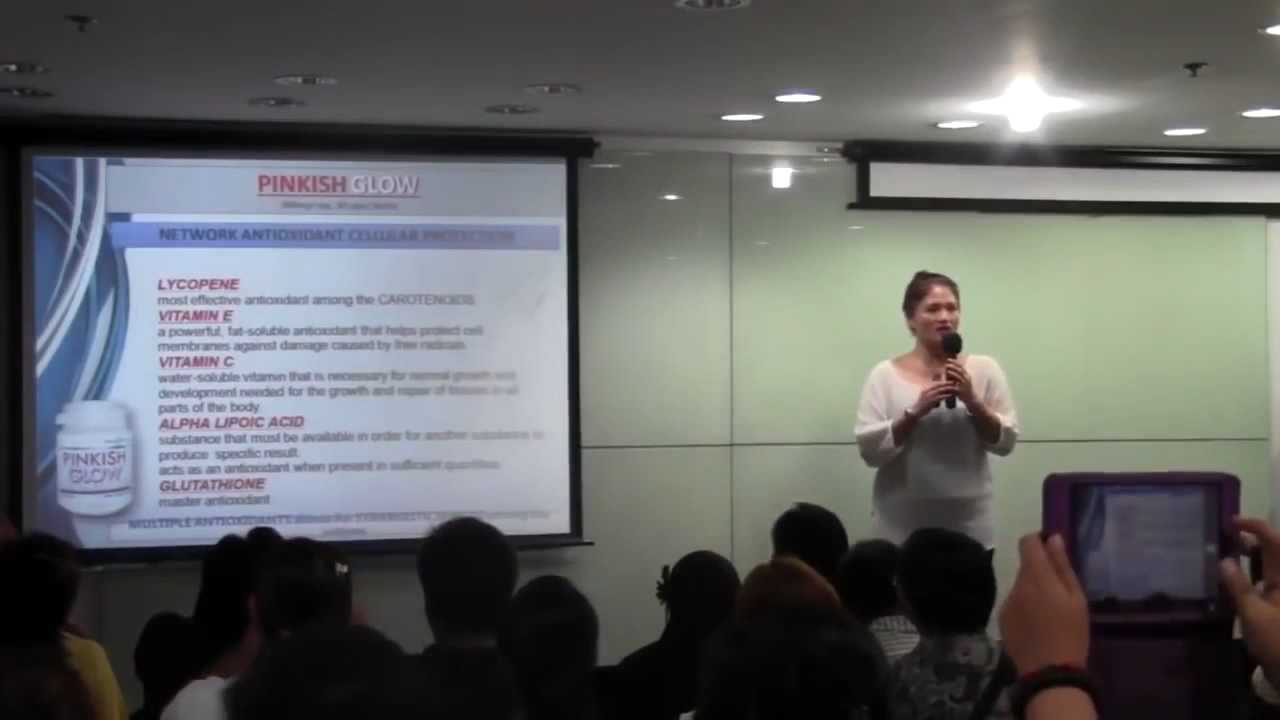 PINKISH GLOW
NETWORK ANTIOXIDANT CELLULAR PROTECTION
LYCOPENE
most effective antioxidant among the CAROTENOIDS
VITAMIN E
a powerful, fat-soluble antioxidant that helps protect cell
membranes against damage caused by free radicals
VITAMIN C
water-soluble vitamin that is necessary for normal growth and
development needed for the growth and repair of tissues in all
parts of the body.
ALPHA LIPOIC ACID
substance that must be available in order for another substance to
produce specific result.
acts as an antioxidant when present in sufficient quantities
GLUTATHIONE
master antioxidant
MULTIPLE ANTIOXIDANTS
PINKISH
GLOW